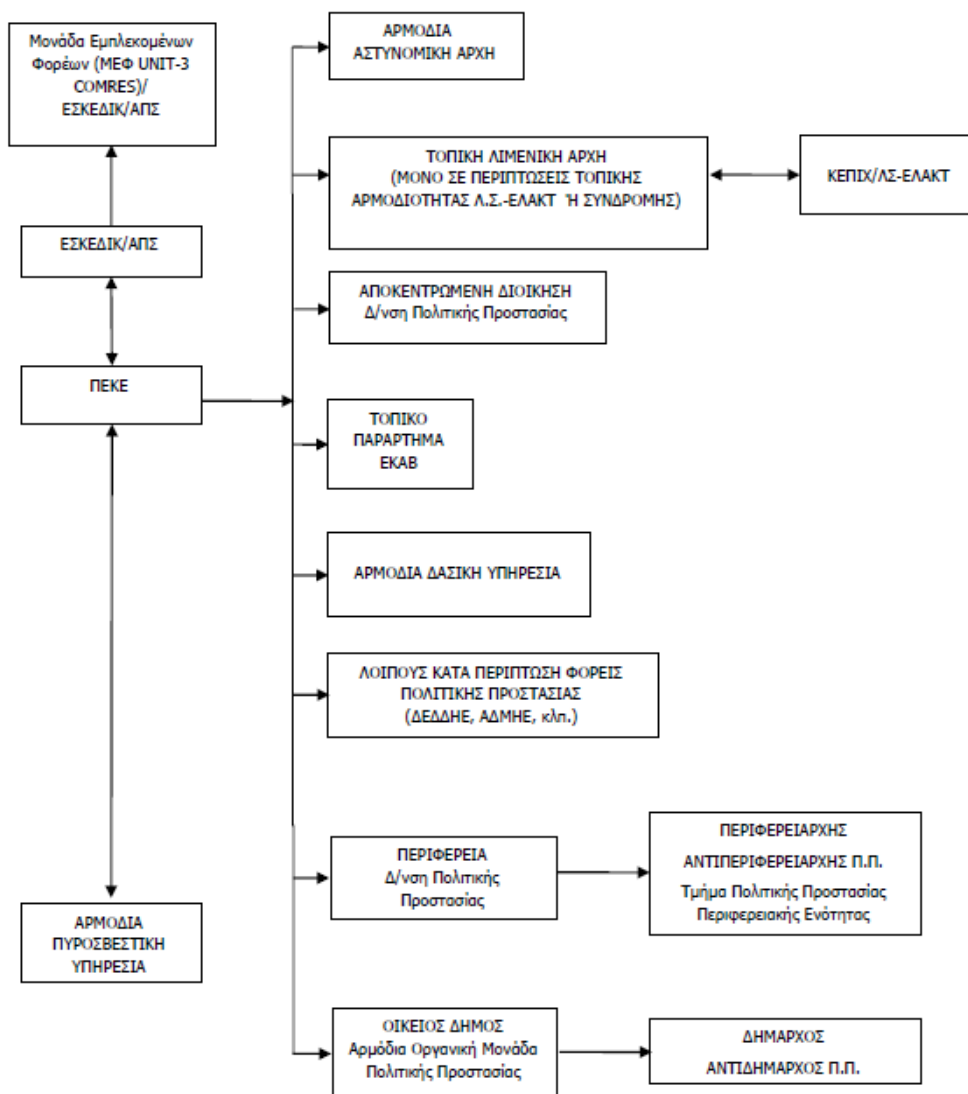 Μονάδα Εμπλεκομένων
Φορέων (ΜΕΦ UNIT-3
COMRES)/
ΕΣΚΕΔΙΚ/ΑΠΣ
ΕΣΚΕΔΙΚ/ΑΠΣ
ΠΕΚΕ
ΑΡΜΟΔΙΑ
ΠΥΡΟΣΒΕΣΤΙΚΗ
ΥΠΗΡΕΣΙΑ
ΑΡΜΟΔΙΑ
ΑΣΤΥΝΟΜΙΚΗ ΑΡΧΗ
ΤΟΠΙΚΗ ΛΙΜΕΝΙΚΗ ΑΡΧΗ
(ΜΟΝΟ ΣΕ ΠΕΡΙΠΤΩΣΕΙΣ ΤΟΠΙΚΗΣ
ΑΡΜΟΔΙΟΤΗΤΑΣ Λ.Σ.-ΕΛΑΚΤ Ή ΣΥΝΔΡΟΜΗΣ)
ΚΕΠΙΧ/ΛΣ-ΕΛΑΚΤ
ΑΠΟΚΕΝΤΡΩΜΕΝΗ ΔΙΟΙΚΗΣΗ
Δ/νση Πολιτικής Προστασίας
ΤΟΠΙΚΟ
ΠΑΡΑΡΤΗΜΑ
ΕΚΑΒ
ΑΡΜΟΔΙΑ ΔΑΣΙΚΗ ΥΠΗΡΕΣΙΑ
ΛΟΙΠΟΥΣ ΚΑΤΑ ΠΕΡΙΠΤΩΣΗ ΦΟΡΕΙΣ
ΠΟΛΙΤΙΚΗΣ ΠΡΟΣΤΑΣΙΑΣ
(ΔΕΔΔΗΕ, ΑΔΜΗΕ, κλπ.)
ΠΕΡΙΦΕΡΕΙΑ
Δ/νση Πολιτικής
Προστασίας
ΠΕΡΙΦΕΡΕΙΑΡΧΗΣ
ΑΝΤΙΠΕΡΙΦΕΡΕΙΑΡΧΗΣ Π.Π.
Τμήμα Πολιτικής Προστασίας
Περιφερειακής Ενότητας
ΟΙΚΕΙΟΣ ΔΗΜΟΣ
Αρμόδια Οργανική Μονάδα
Πολιτικής Προστασίας
ΔΗΜΑΡΧΟΣ
ΑΝΤΙΔΗΜΑΡΧΟΣ Π.Π.